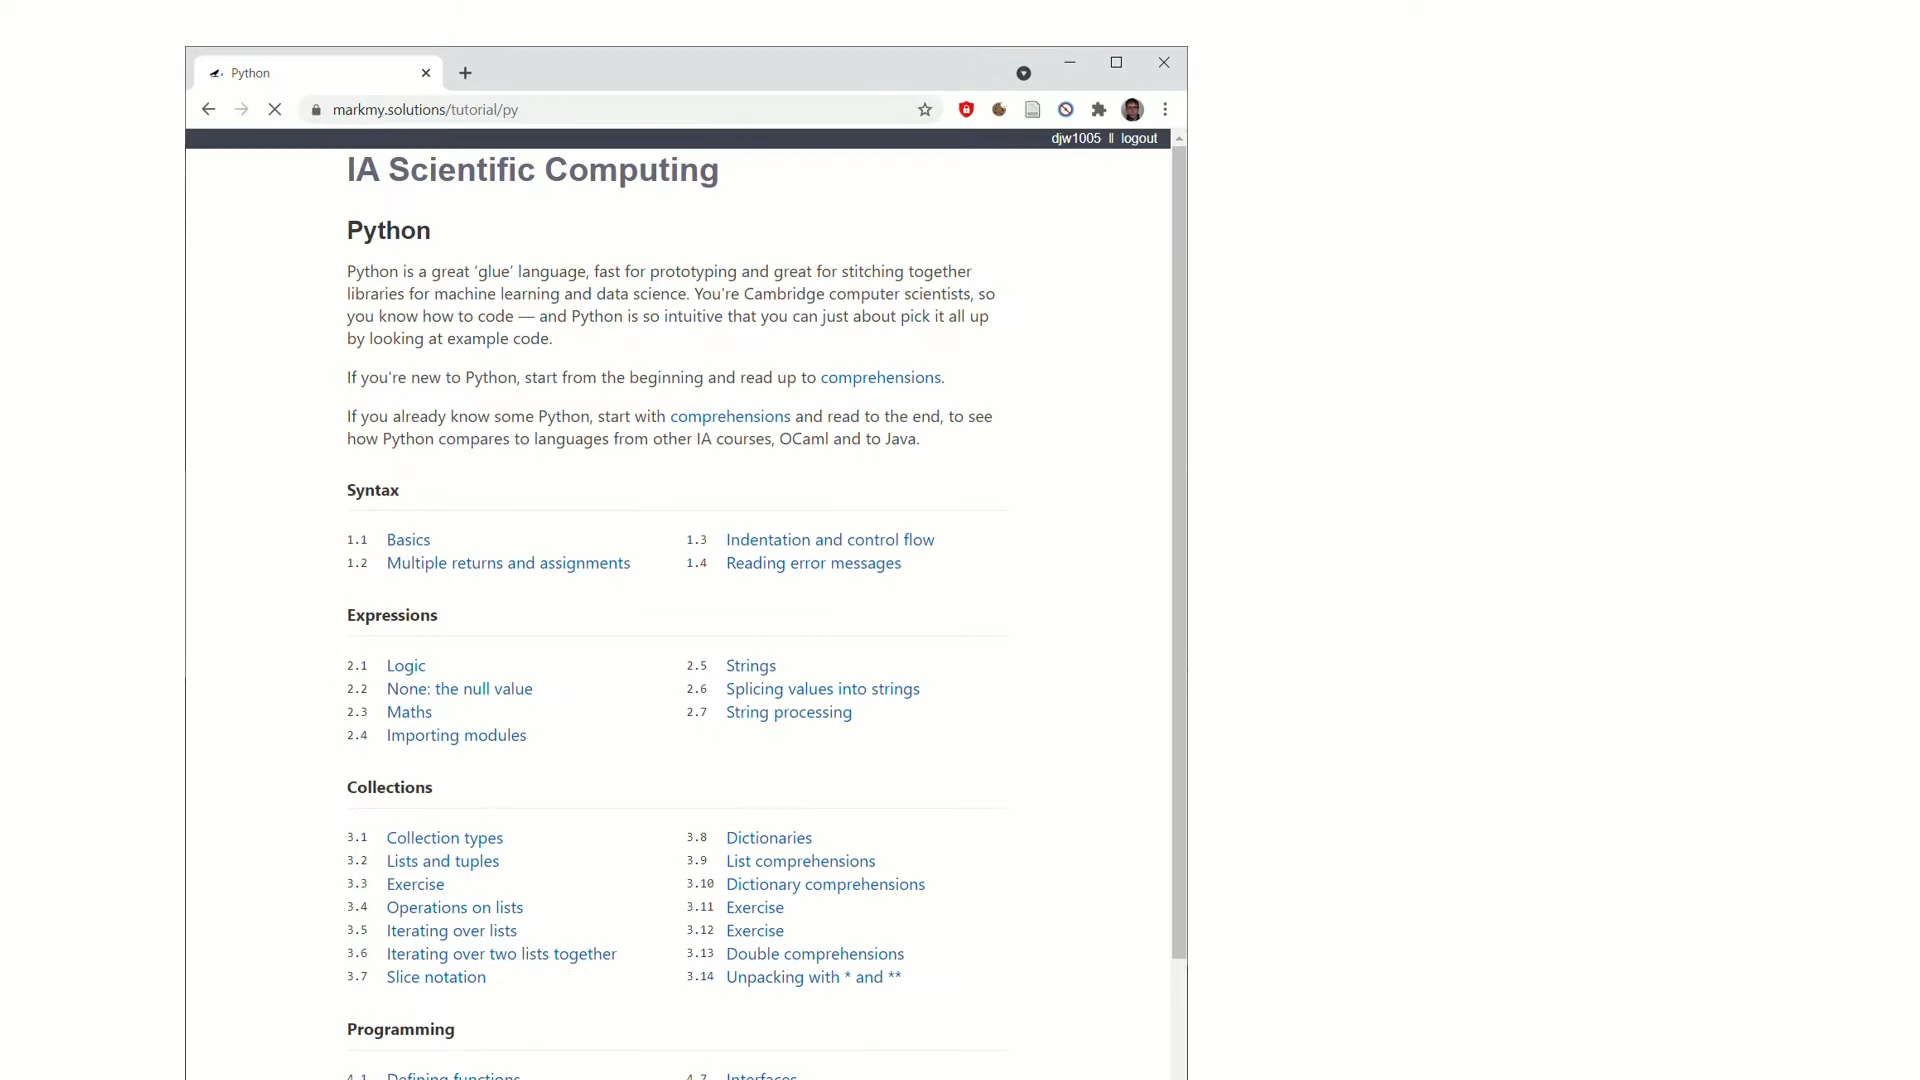 Python
markmy.solutions/tutorial/py
djw1005 || logout
IA Scientific Computing
Python
Python is a great ‘glue’ language, fast for prototyping and great for stitching together
libraries for machine learning and data science. You're Cambridge computer scientists, so
you know how to code — and Python is so intuitive that you can just about pick it all up
by looking at example code.
If you're new to Python, start from the beginning and read up to comprehensions.
If you already know some Python, start with comprehensions and read to the end, to see
how Python compares to languages from other IA courses, OCaml and to Java.
Syntax
1.1 Basics
1.2 Multiple returns and assignments
1.3 Indentation and control flow
1.4 Reading error messages
Expressions
2.1 Logic
2.2 None: the null value
2.3 Maths
2.4 Importing modules
2.5 Strings
2.6 Splicing values into strings
2.7 String processing
Collections
3.1 Collection types
3.2 Lists and tuples
3.3 Exercise
3.4 Operations on lists
3.5 Iterating over lists
3.6 Iterating over two lists together
3.7 Slice notation
3.8 Dictionaries
3.9 List comprehensions
3.10 Dictionary comprehensions
3.11 Exercise
3.12 Exercise
3.13 Double comprehensions
3.14 Unpacking with * and **
Programming
4.1 Defining functions
4.7 Interfaces